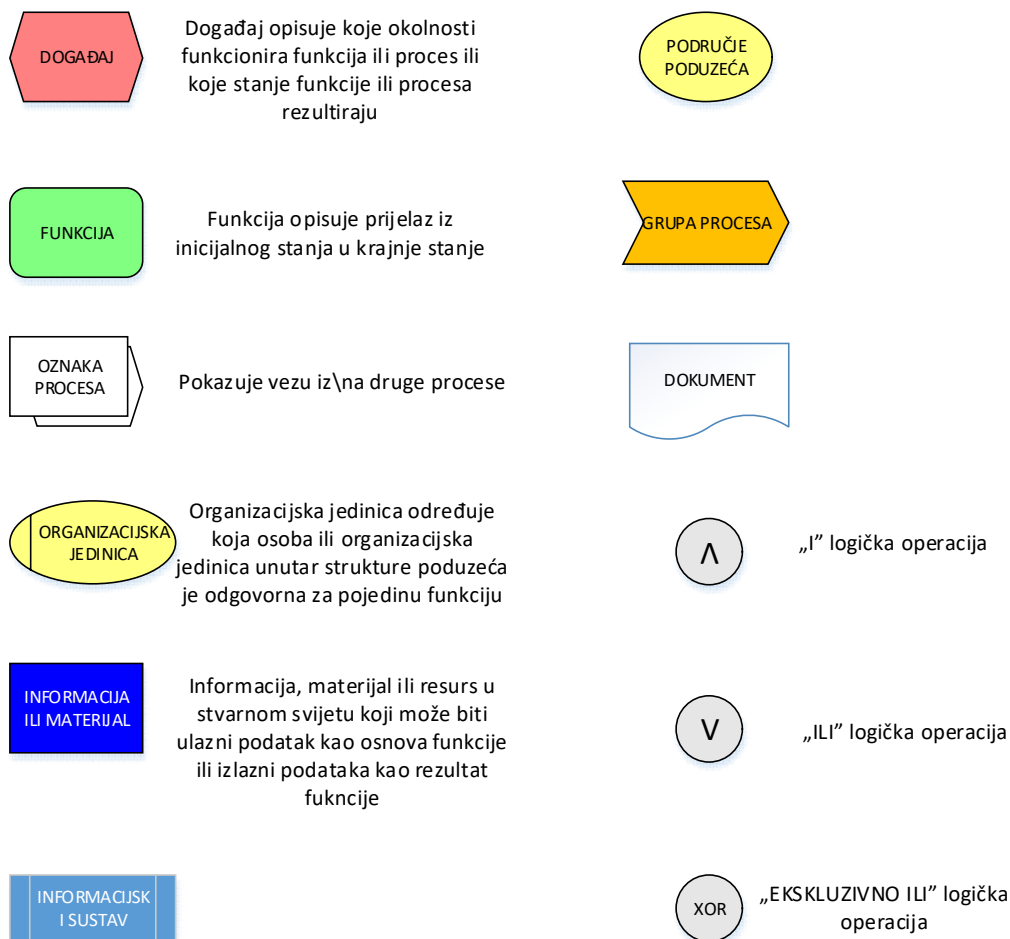 DOGAĐAJ
Događaj opisuje koje okolnosti
funkcionira funkcija ili proces ili
koje stanje funkcije ili procesa
rezultiraju
PODRUČJE
PODUZEĆA
FUNKCIJA
Funkcija opisuje prijelaz iz
inicijalnog stanja u krajnje stanje
GRUPA PROCESA
OZNAKA
PROCESA
Pokazuje vezu iz\na druge procese
DOKUMENT
ORGANIZACIJSKA
JEDINICA
Organizacijska jedinica određuje
koja osoba ili organizacijska
jedinica unutar strukture poduzeća
je odgovorna za pojedinu funkciju
Λ
„I” logička operacija
INFORMACIJA
ILI MATERIJAL
Informacija, materijal ili resurs u
stvarnom svijetu koji može biti
ulazni podatak kao osnova funkcije
ili izlazni podataka kao rezultat
fukncije
V
„ILI” logička operacija
INFORMACIJSK
I SUSTAV
XOR
„EKSKLUZIVNO ILI” logička
operacija